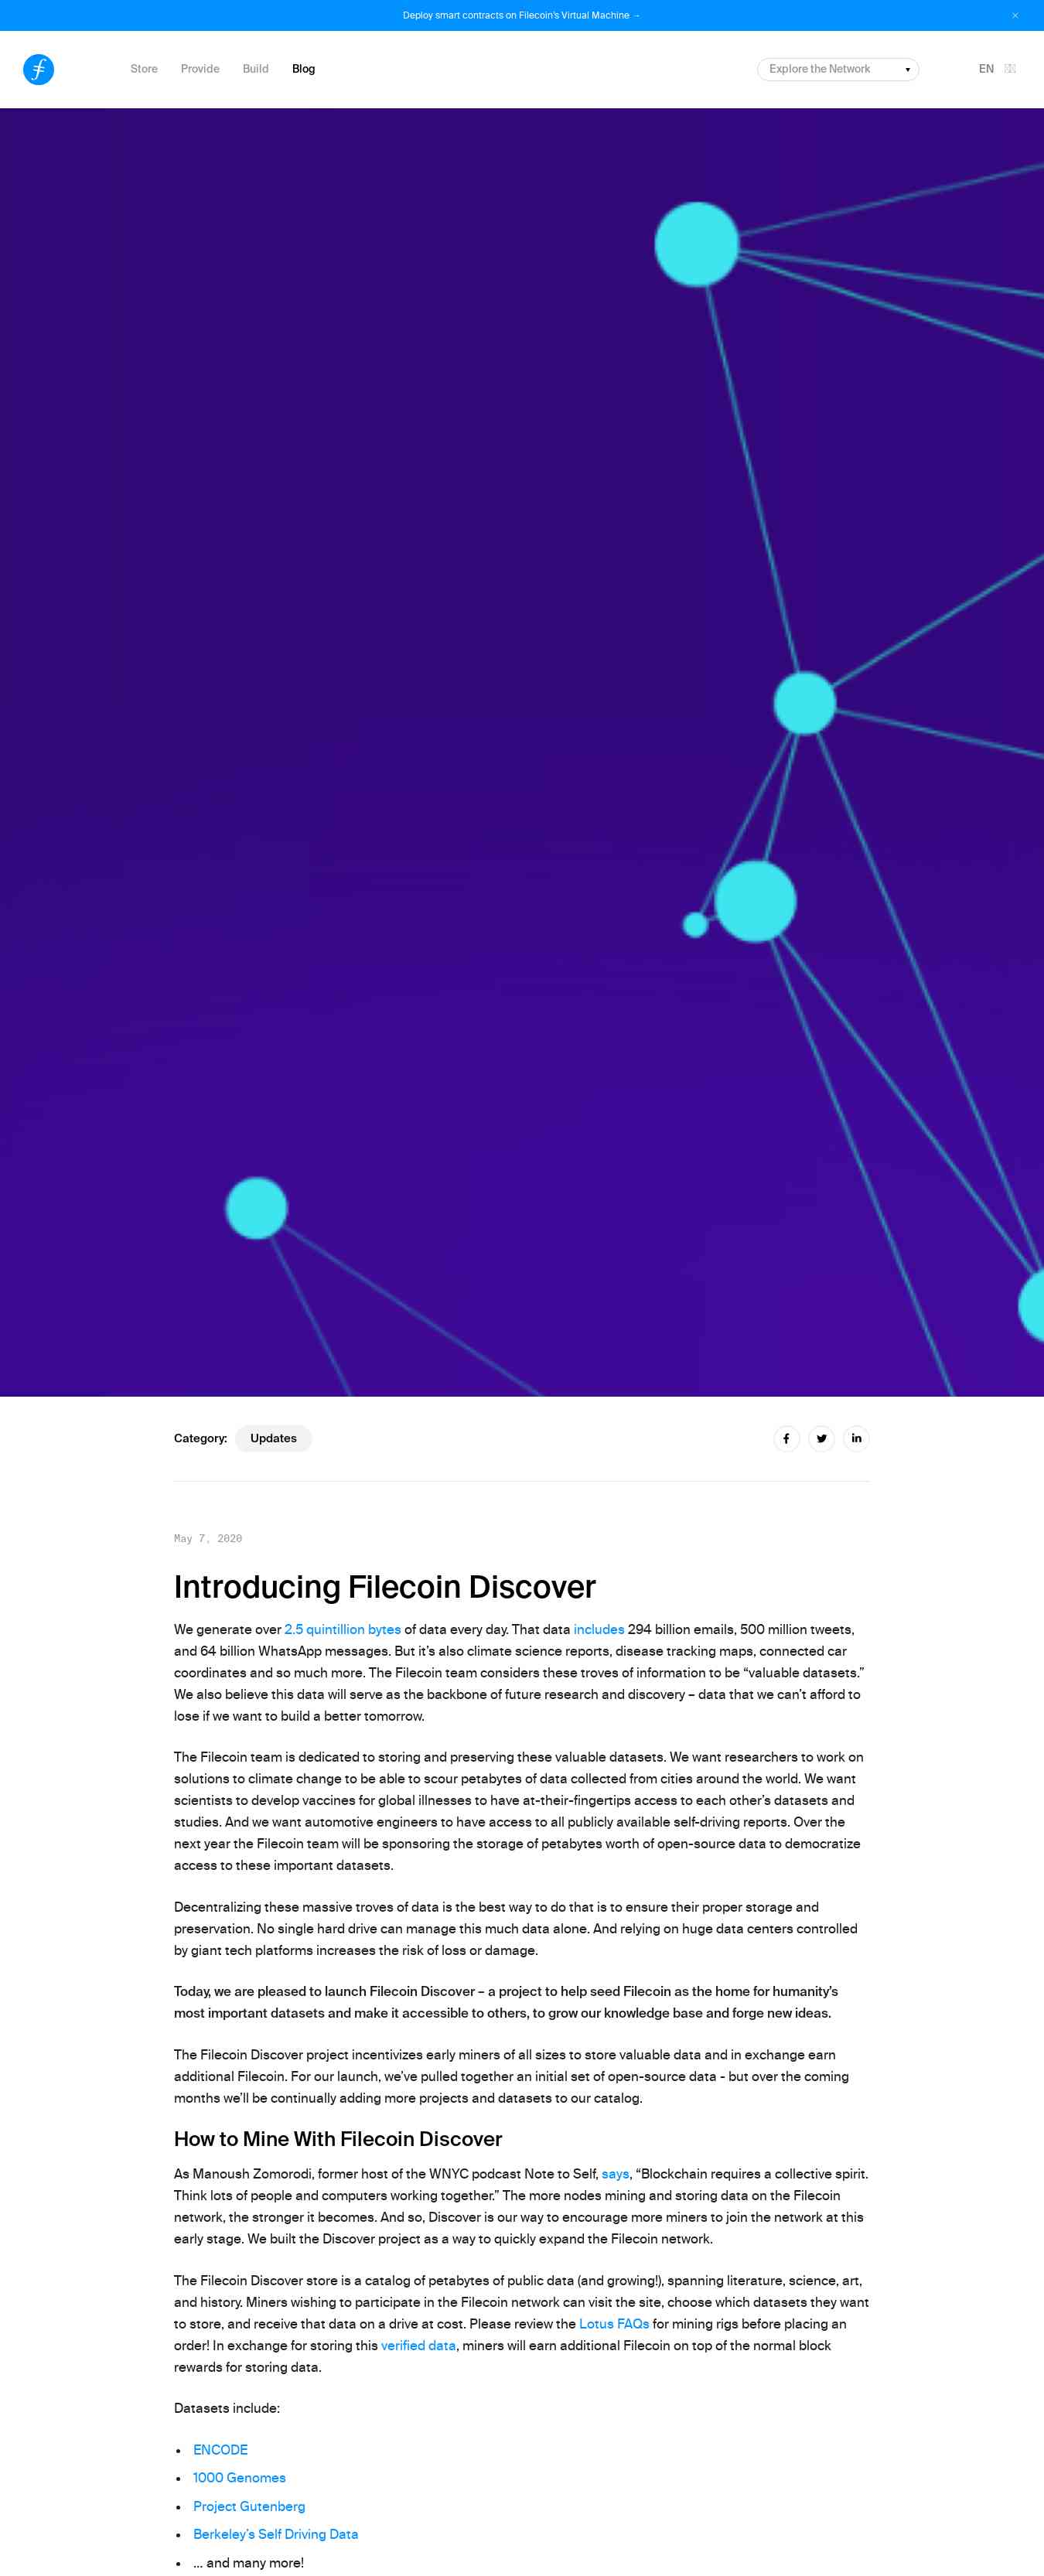 Deploy smart contracts on Filecoin's Virtual Machine →
×
Store Provide Build Blog
Explore the Network
EN
Category: Updates
May 7, 2020
Introducing Filecoin Discover
We generate over 2.5 quintillion bytes of data every day. That data includes 294 billion emails, 500 million tweets,
and 64 billion WhatsApp messages. But it’s also climate science reports, disease tracking maps, connected car
coordinates and so much more. The Filecoin team considers these troves of information to be “valuable datasets.”
We also believe this data will serve as the backbone of future research and discovery – data that we can’t afford to
lose if we want to build a better tomorrow.
The Filecoin team is dedicated to storing and preserving these valuable datasets. We want researchers to work on
solutions to climate change to be able to scour petabytes of data collected from cities around the world. We want
scientists to develop vaccines for global illnesses to have at-their-fingertips access to each other’s datasets and
studies. And we want automotive engineers to have access to all publicly available self-driving reports. Over the
next year the Filecoin team will be sponsoring the storage of petabytes worth of open-source data to democratize
access to these important datasets.
Decentralizing these massive troves of data is the best way to do that is to ensure their proper storage and
preservation. No single hard drive can manage this much data alone. And relying on huge data centers controlled
by giant tech platforms increases the risk of loss or damage.
Today, we are pleased to launch Filecoin Discover – a project to help seed Filecoin as the home for humanity’s
most important datasets and make it accessible to others, to grow our knowledge base and forge new ideas.
The Filecoin Discover project incentivizes early miners of all sizes to store valuable data and in exchange earn
additional Filecoin. For our launch, we’ve pulled together an initial set of open-source data - but over the coming
months we’ll be continually adding more projects and datasets to our catalog.
How to Mine With Filecoin Discover
As Manoush Zomorodi, former host of the WNYC podcast Note to Self, says, “Blockchain requires a collective spirit.
Think lots of people and computers working together.” The more nodes mining and storing data on the Filecoin
network, the stronger it becomes. And so, Discover is our way to encourage more miners to join the network at this
early stage. We built the Discover project as a way to quickly expand the Filecoin network.
The Filecoin Discover store is a catalog of petabytes of public data (and growing!), spanning literature, science, art,
and history. Miners wishing to participate in the Filecoin network can visit the site, choose which datasets they want
to store, and receive that data on a drive at cost. Please review the Lotus FAQs for mining rigs before placing an
order! In exchange for storing this verified data, miners will earn additional Filecoin on top of the normal block
rewards for storing data.
Datasets include:
• ENCODE
• 1000 Genomes
• Project Gutenberg
• Berkeley’s Self Driving Data
• … and many more!